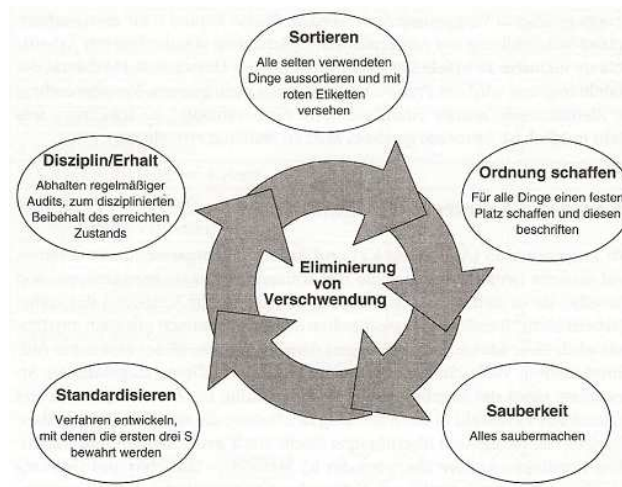 Sortieren
Alle selten verwendeten
Dinge aussortieren und mit
roten Etiketten
versehen
Ordnung schaffen
Für alle Dinge einen festen
Platz schaffen und diesen
beschriften
Sauberkeit
Alles saubermachen
Standardisieren
Verfahren entwickeln,
mit denen die ersten drei S
bewahrt werden
Disziplin/Erhalt
Abhalten regelmäßiger
Audits, zum disziplinierten
Beibehalt des erreichten
Zustands
Eliminierung
von
Verschwendung